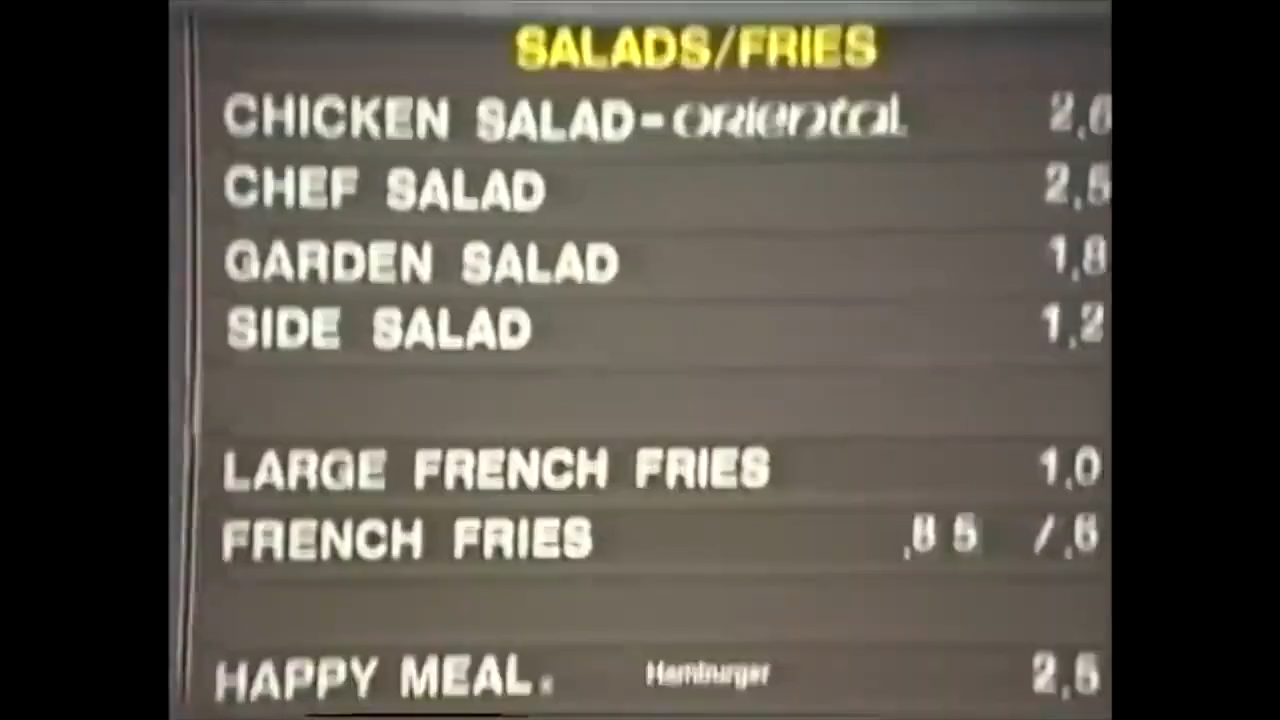 SALADS/FRIES
CHICKEN SALAD-ORIENTAL 2,6
CHEF SALAD 2,5
GARDEN SALAD 1,8
SIDE SALAD 1,2
LARGE FRENCH FRIES 1,0
FRENCH FRIES .85 /.6
HAPPY MEAL. Hamburger 2,5